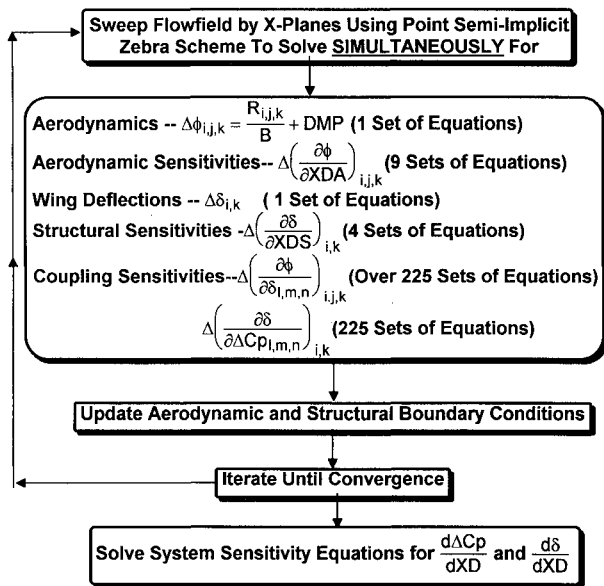 Sweep Flowfield by X-Planes Using Point Semi-Implicit
Zebra Scheme To Solve SIMULTANEOUSLY For
Aerodynamics -- Δϕi,j,k = Ri,j,k / B + DMP (1 Set of Equations)
Aerodynamic Sensitivities-- Δ(∂ϕ/∂XDA)i,j,k (9 Sets of Equations)
Wing Deflections -- Δδi,k ( 1 Set of Equations)
Structural Sensitivities -Δ(∂δ/∂XDS)i,k (4 Sets of Equations)
Coupling Sensitivities--Δ(∂ϕ/∂δl,m,n)i,j,k (Over 225 Sets of Equations)
Δ(∂δ/∂ΔCpl,m,n)i,k (225 Sets of Equations)
Update Aerodynamic and Structural Boundary Conditions
Iterate Until Convergence
Solve System Sensitivity Equations for dΔCp/dXD and dδ/dXD